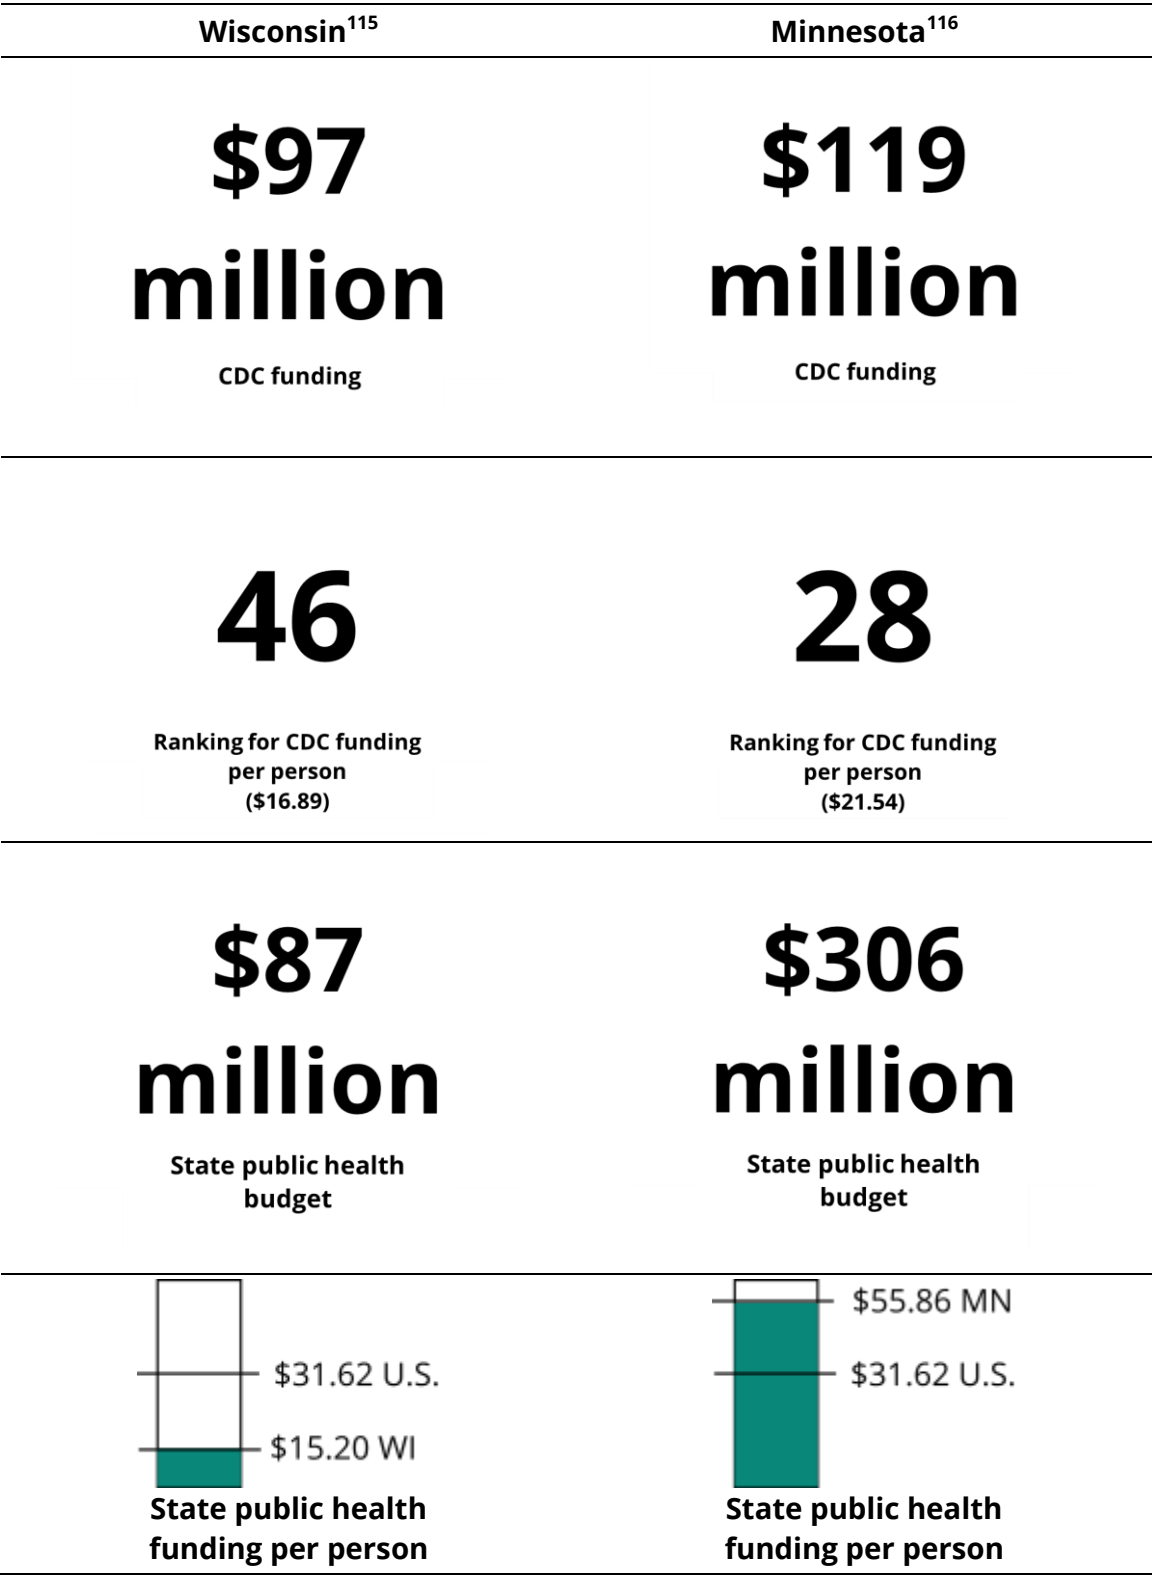 Wisconsin115
Minnesota116
$97
million
CDC funding
$119
million
CDC funding
46
Ranking for CDC funding
per person
($16.89)
28
Ranking for CDC funding
per person
($21.54)
$87
million
State public health
budget
$306
million
State public health
budget
$31.62 U.S.
$15.20 WI
State public health
funding per person
$55.86 MN
$31.62 U.S.
State public health
funding per person